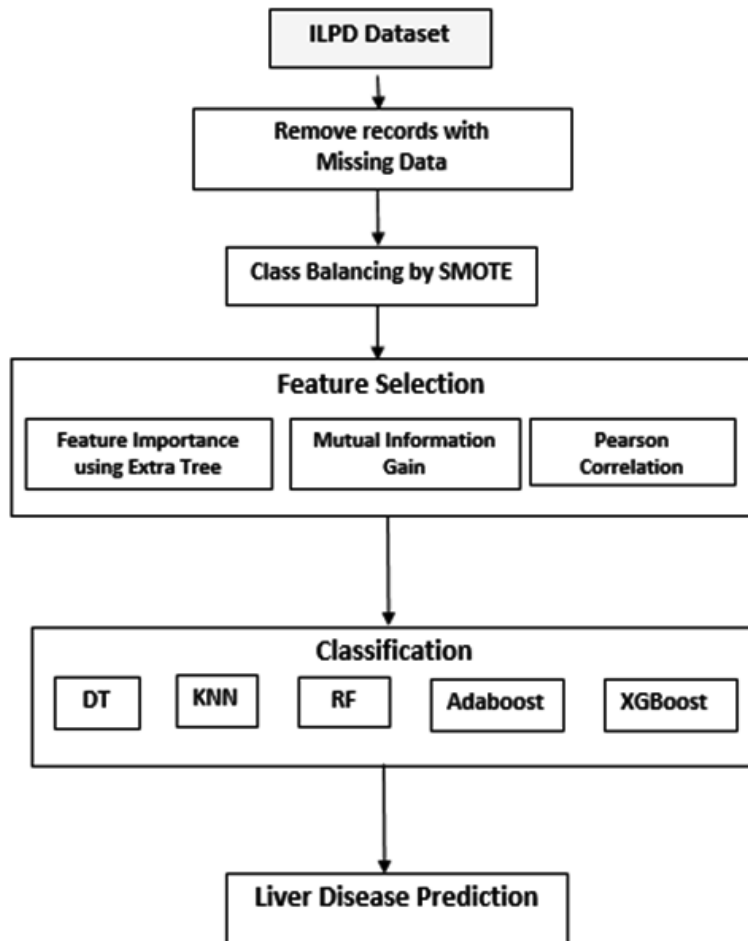 ILPD Dataset
Remove records with
Missing Data
Class Balancing by SMOTE
Feature Selection
Feature Importance
using Extra Tree
Mutual Information
Gain
Pearson
Correlation
Classification
DT
KNN
RF
Adaboost
XGBoost
Liver Disease Prediction